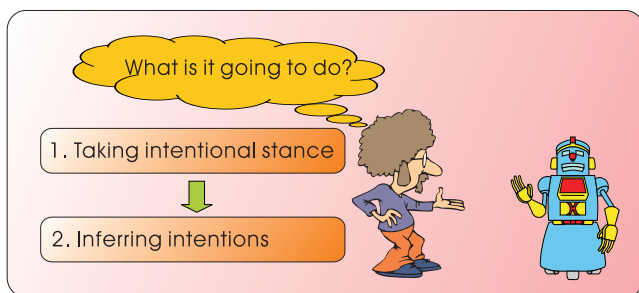 What is it going to do?
1. Taking intentional stance
2. Inferring intentions